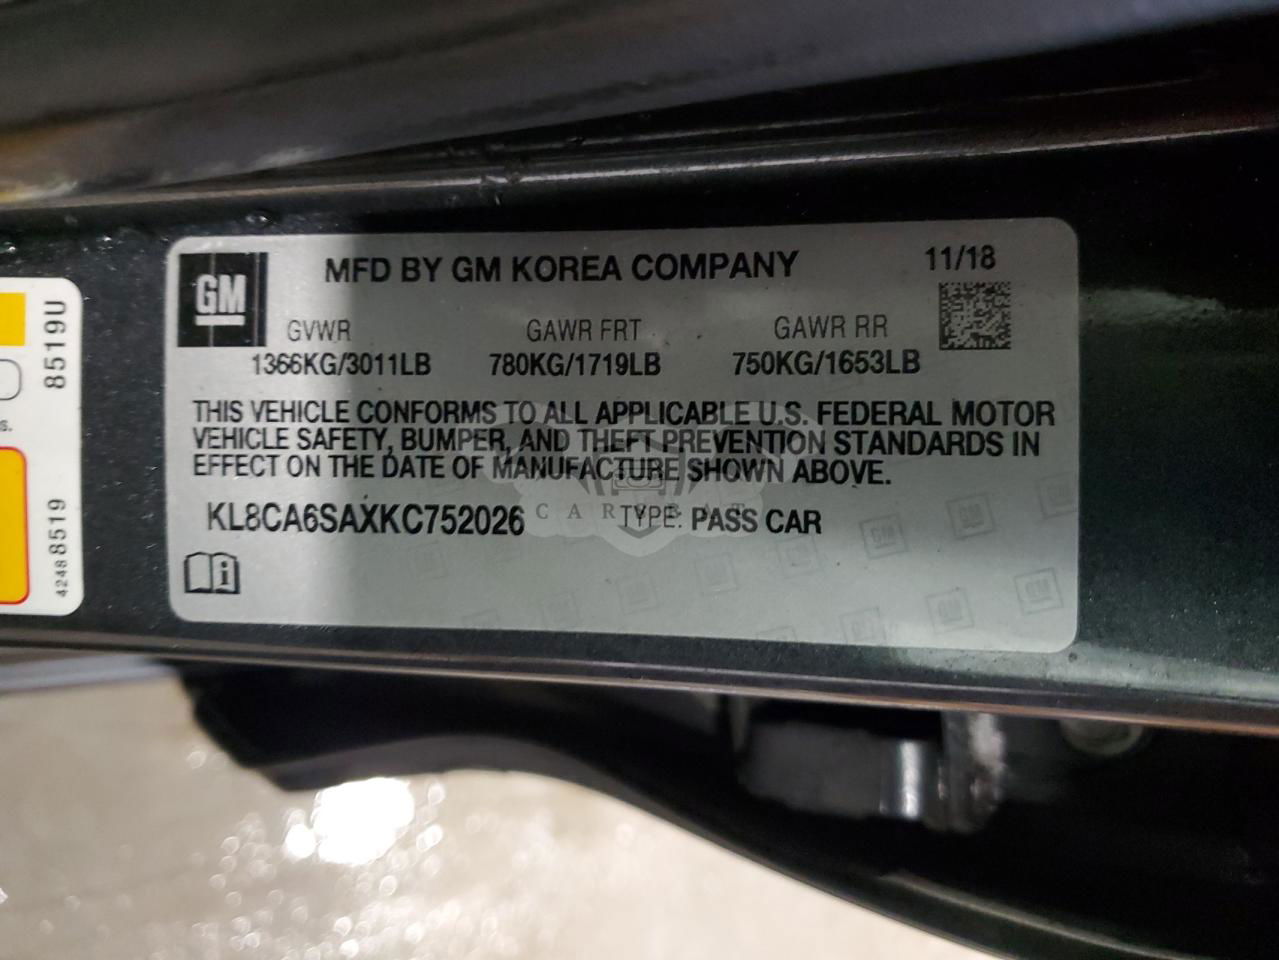 GM
MFD BY GM KOREA COMPANY
11/18
GVWR GAWR FRT GAWR RR
1366KG/3011LB 780KG/1719LB 750KG/1653LB
THIS VEHICLE CONFORMS TO ALL APPLICABLE U.S. FEDERAL MOTOR
VEHICLE SAFETY, BUMPER, AND THEFT PREVENTION STANDARDS IN
EFFECT ON THE DATE OF MANUFACTURE SHOWN ABOVE.
KL8CA6SAXKC752026 TYPE: PASS CAR
i
8519U
42488519